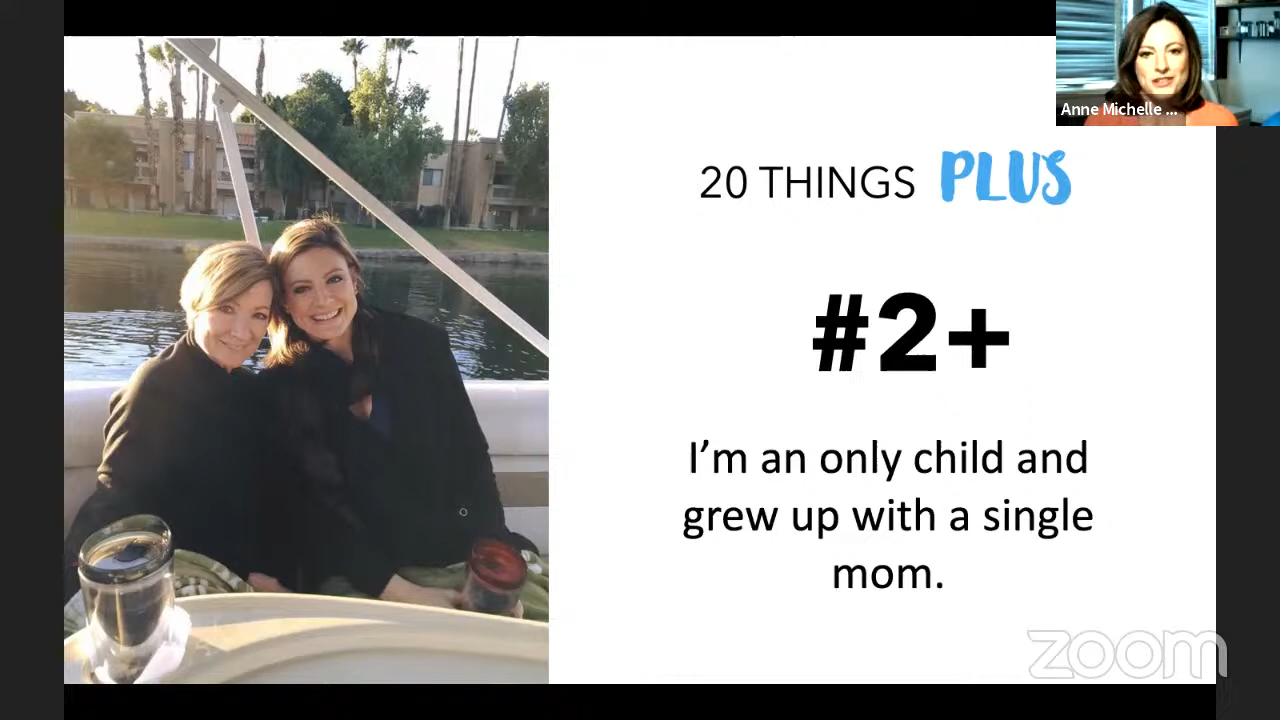 Anne Michelle ...
20 THINGS PLUS
#2+
I’m an only child and
grew up with a single
mom.
zoom